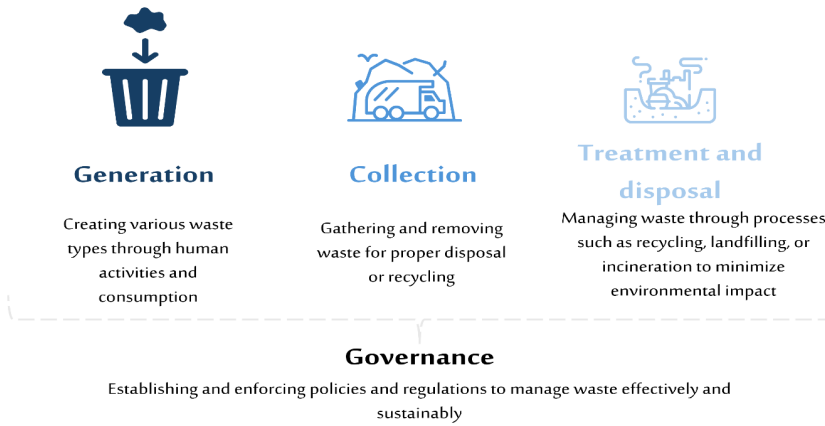 Generation
Creating various waste
types through human
activities and
consumption
Collection
Gathering and removing
waste for proper disposal
or recycling
Treatment and
disposal
Managing waste through processes
such as recycling, landfilling, or
incineration to minimize
environmental impact
Governance
Establishing and enforcing policies and regulations to manage waste effectively and
sustainably